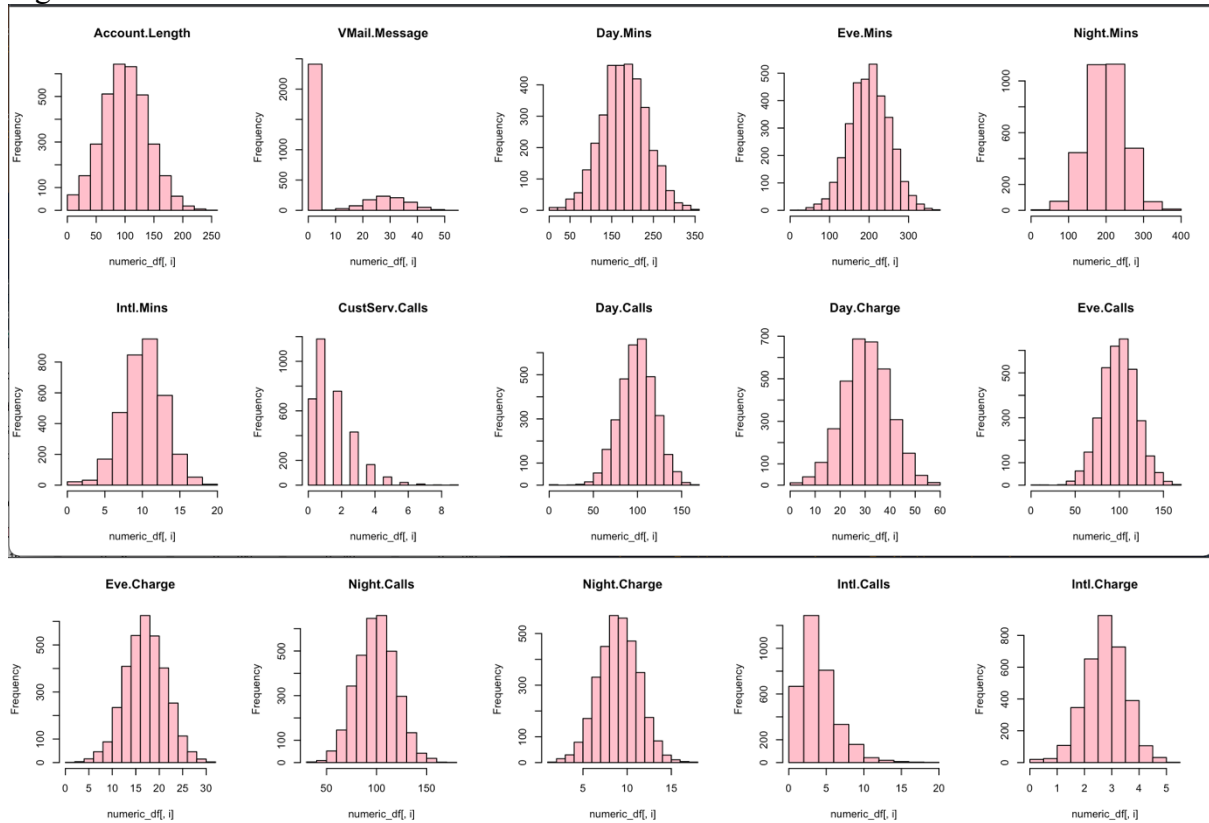 Account.Length VMail.Message Day.Mins Eve.Mins Night.Mins
Frequency Frequency Frequency Frequency Frequency
0 100 300 500
0 500 1000 2000
0 100 200 300 400
0 100 200 300 400 500
0 200 600 1000
0 50 100 150 200 250
0 10 20 30 40 50
0 50 150 250 350
0 100 200 300
100 200 300 400
numeric_df[, i] numeric_df[, i] numeric_df[, i] numeric_df[, i] numeric_df[, i]
Intl.Mins CustServ.Calls Day.Calls Day.Charge Eve.Calls
Frequency Frequency Frequency Frequency Frequency
0 200 400 600 800
0 200 600 1000
0 100 300 500
0 100 300 500 700
0 100 300 500
0 5 10 15 20
0 2 4 6 8
0 50 100 150
0 10 20 30 40 50 60
0 50 100 150
numeric_df[, i] numeric_df[, i] numeric_df[, i] numeric_df[, i] numeric_df[, i]
Eve.Charge Night.Calls Night.Charge Intl.Calls Intl.Charge
Frequency Frequency Frequency Frequency Frequency
0 100 300 500
0 100 300 500
0 100 300 500
0 200 600 1000
0 200 400 600 800
0 5 10 15 20 25 30
50 100 150
5 10 15
0 5 10 15 20
0 1 2 3 4 5
numeric_df[, i] numeric_df[, i] numeric_df[, i] numeric_df[, i] numeric_df[, i]